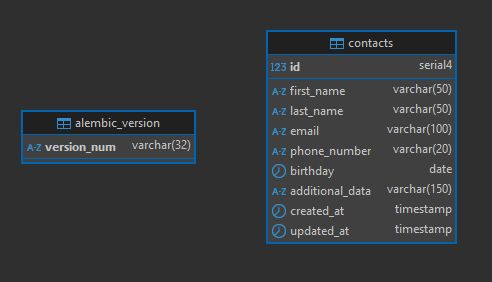 alembic_version
A-Z version_num varchar(32)
contacts
123 id serial4
A-Z first_name varchar(50)
A-Z last_name varchar(50)
A-Z email varchar(100)
A-Z phone_number varchar(20)
birthday date
A-Z additional_data varchar(150)
created_at timestamp
updated_at timestamp